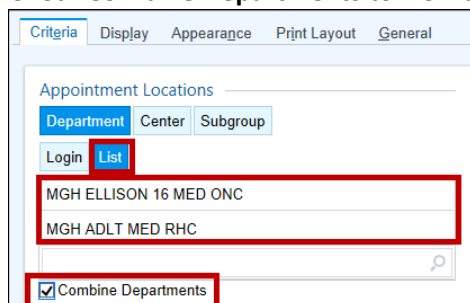 Criteria Display Appearance Print Layout General
Appointment Locations
Department Center Subgroup
Login List
MGH ELLISON 16 MED ONC
MGH ADLT MED RHC
Combine Departments